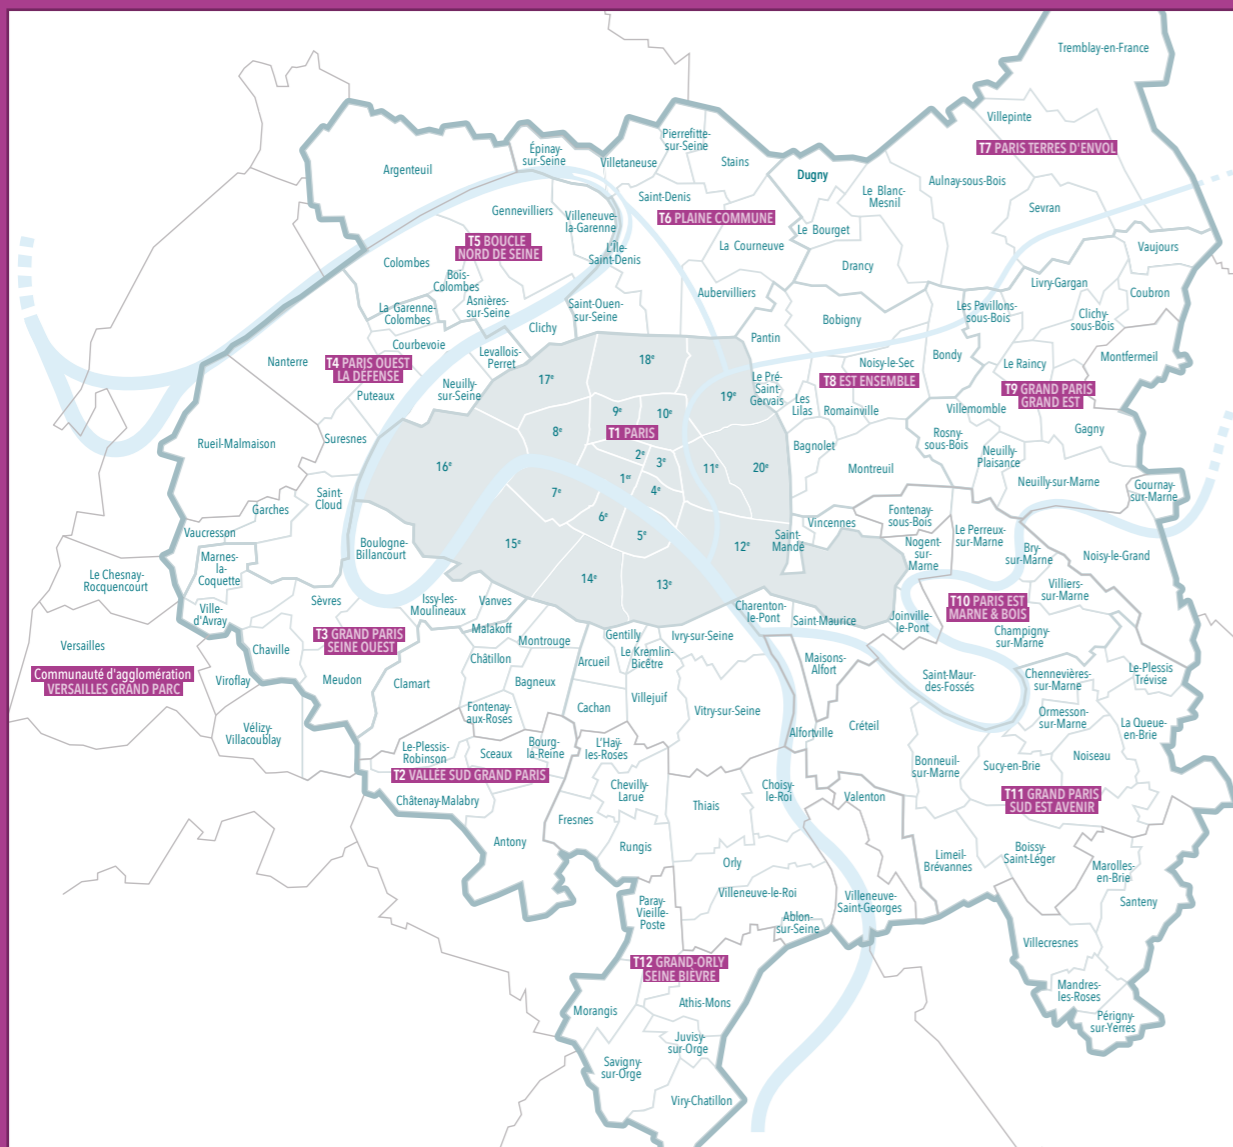 Tremblay-en-France
Villepinte
T7 PARIS TERRES D'ENVOL
Pierrefitte-
sur-Seine
Épinay-
sur-Seine
Villetaneuse
Stains
Argenteuil
Dugny
Le Blanc-
Mesnil
Aulnay-sous-Bois
Sevran
Saint-Denis
T6 PLAINE COMMUNE
Gennevilliers
Villeneuve-
la-Garenne
Le Bourget
Vaujours
T5 BOUCLE
NORD DE SEINE
L'Île-
Saint-Denis
La Courneuve
Drancy
Colombes
Bois-
Colombes
Livry-Gargan
Coubron
Aubervilliers
La Garenne-
Colombes
Asnières-
sur-Seine
Saint-Ouen-
sur-Seine
Clichy
Bobigny
Les Pavillons-
sous-Bois
Clichy-
sous-Bois
Courbevoie
Levallois-
Perret
Pantin
Nanterre
T4 PARIS OUEST
LA DÉFENSE
18e
Noisy-le-Sec
Bondy
Le Raincy
Montfermeil
17e
Le Pré-
Saint-
Gervais
T8 EST ENSEMBLE
T9 GRAND PARIS
GRAND EST
Puteaux
Neuilly-
sur-Seine
19e
9e
10e
Les
Lilas
Romainville
Villemomble
Rueil-Malmaison
Suresnes
8e
T1 PARIS
Bagnolet
Rosny-
sous-Bois
Gagny
16e
2e
3e
11e
20e
Montreuil
Neuilly-
Plaisance
1er
Neuilly-sur-Marne
Gournay-
sur-Marne
Saint-
Cloud
7e
4e
Garches
6e
Fontenay-
sous-Bois
Vincennes
Vaucresson
Boulogne-
Billancourt
15e
5e
12e
Saint-
Mandé
Nogent-
sur-
Marne
Le Perreux-
sur-Marne
Bry-
sur-Marne
Noisy-le-Grand
Marnes-
la-
Coquette
Le Chesnay-
Rocquencourt
14e
13e
Villiers-
sur-Marne
Ville-
d'Avray
Sèvres
Issy-les-
Moulineaux
Vanves
Charenton-
le-Pont
Saint-Maurice
Joinville-
le-Pont
T10 PARIS EST
MARNE & BOIS
Malakoff
Montrouge
Gentilly
Ivry-sur-Seine
Champigny-
sur-Marne
Versailles
T3 GRAND PARIS
SEINE OUEST
Chaville
Châtillon
Arcueil
Le Kremlin-
Bicêtre
Maisons-
Alfort
Communauté d'agglomération
VERSAILLES GRAND PARC
Viroflay
Meudon
Clamart
Bagneux
Saint-Maur-
des-Fossés
Chennevières-
sur-Marne
Le-Plessis-
Trévise
Fontenay-
aux-Roses
Cachan
Villejuif
Vitry-sur-Seine
Ormesson-
sur-Marne
La Queue-
en-Brie
Vélizy-
Villacoublay
Alfortville
Créteil
Le-Plessis-
Robinson
Sceaux
Bourg-
la-Reine
L'Haÿ-
les-Roses
Bonneuil-
sur-Marne
Sucy-en-Brie
Noiseau
T2 VALLÉE SUD GRAND PARIS
Chevilly-
Larue
Choisy-
le-Roi
Valenton
T11 GRAND PARIS
SUD EST AVENIR
Châtenay-Malabry
Thiais
Fresnes
Antony
Rungis
Orly
Limeil-
Brévannes
Boissy-
Saint-Léger
Marolles-
en-Brie
Villeneuve-le-Roi
Villeneuve-
Saint-Georges
Santeny
Paray-
Vieille-
Poste
Ablon-
sur-Seine
Villecresnes
T12 GRAND-ORLY
SEINE BIÈVRE
Mandres-
les-Roses
Morangis
Athis-Mons
Périgny-
sur-Yerres
Juvisy-
sur-Orge
Savigny-
sur-Orge
Viry-Chatillon